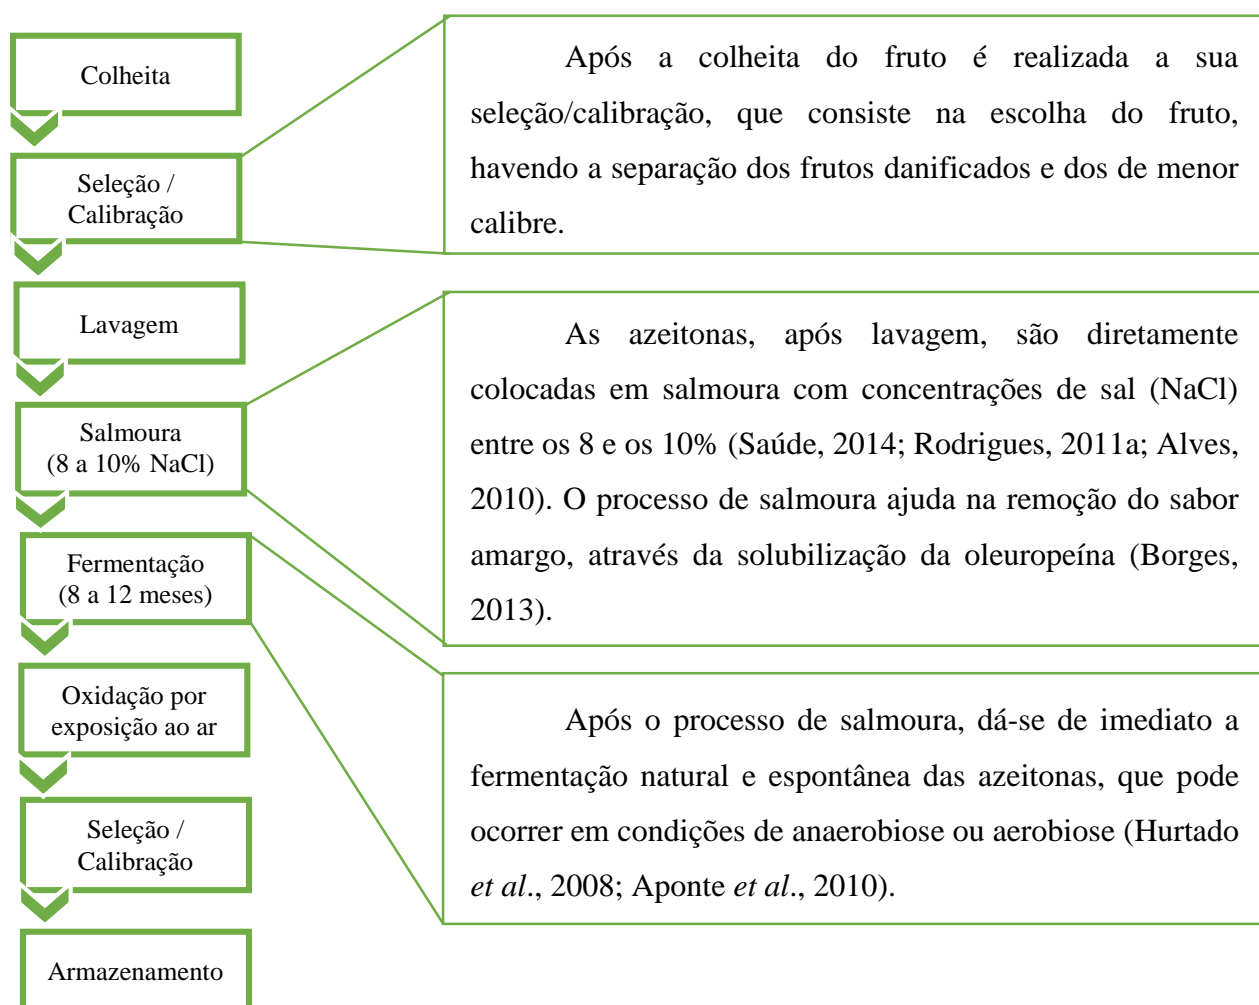 Colheita
Seleção /
Calibração
Lavagem
Salmoura
(8 a 10% NaCl)
Fermentação
(8 a 12 meses)
Oxidação por
exposição ao ar
Seleção /
Calibração
Armazenamento
Após a colheita do fruto é realizada a sua
seleção/calibração, que consiste na escolha do fruto,
havendo a separação dos frutos danificados e dos de menor
calibre.
As azeitonas, após lavagem, são diretamente
colocadas em salmoura com concentrações de sal (NaCl)
entre os 8 e os 10% (Saúde, 2014; Rodrigues, 2011a; Alves,
2010). O processo de salmoura ajuda na remoção do sabor
amargo, através da solubilização da oleuropeína (Borges,
2013).
Após o processo de salmoura, dá-se de imediato a
fermentação natural e espontânea das azeitonas, que pode
ocorrer em condições de anaerobiose ou aerobiose (Hurtado
et al., 2008; Aponte et al., 2010).